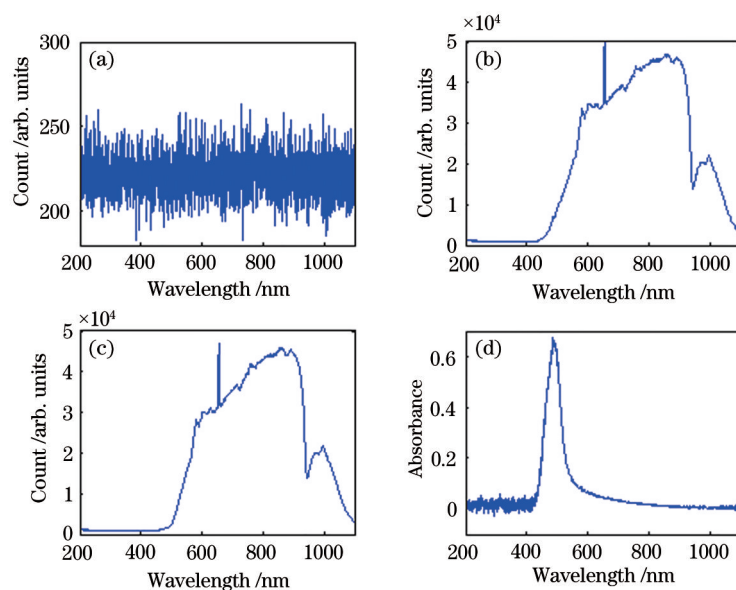 (a)
300
250
200
Count /arb. units
200 400 600 800 1000
Wavelength /nm
(b)
×10⁴
5
4
3
2
1
0
Count /arb. units
200 400 600 800 1000
Wavelength /nm
(c)
×10⁴
5
4
3
2
1
0
Count /arb. units
200 400 600 800 1000
Wavelength /nm
(d)
0.6
0.4
0.2
0
Absorbance
200 400 600 800 1000
Wavelength /nm